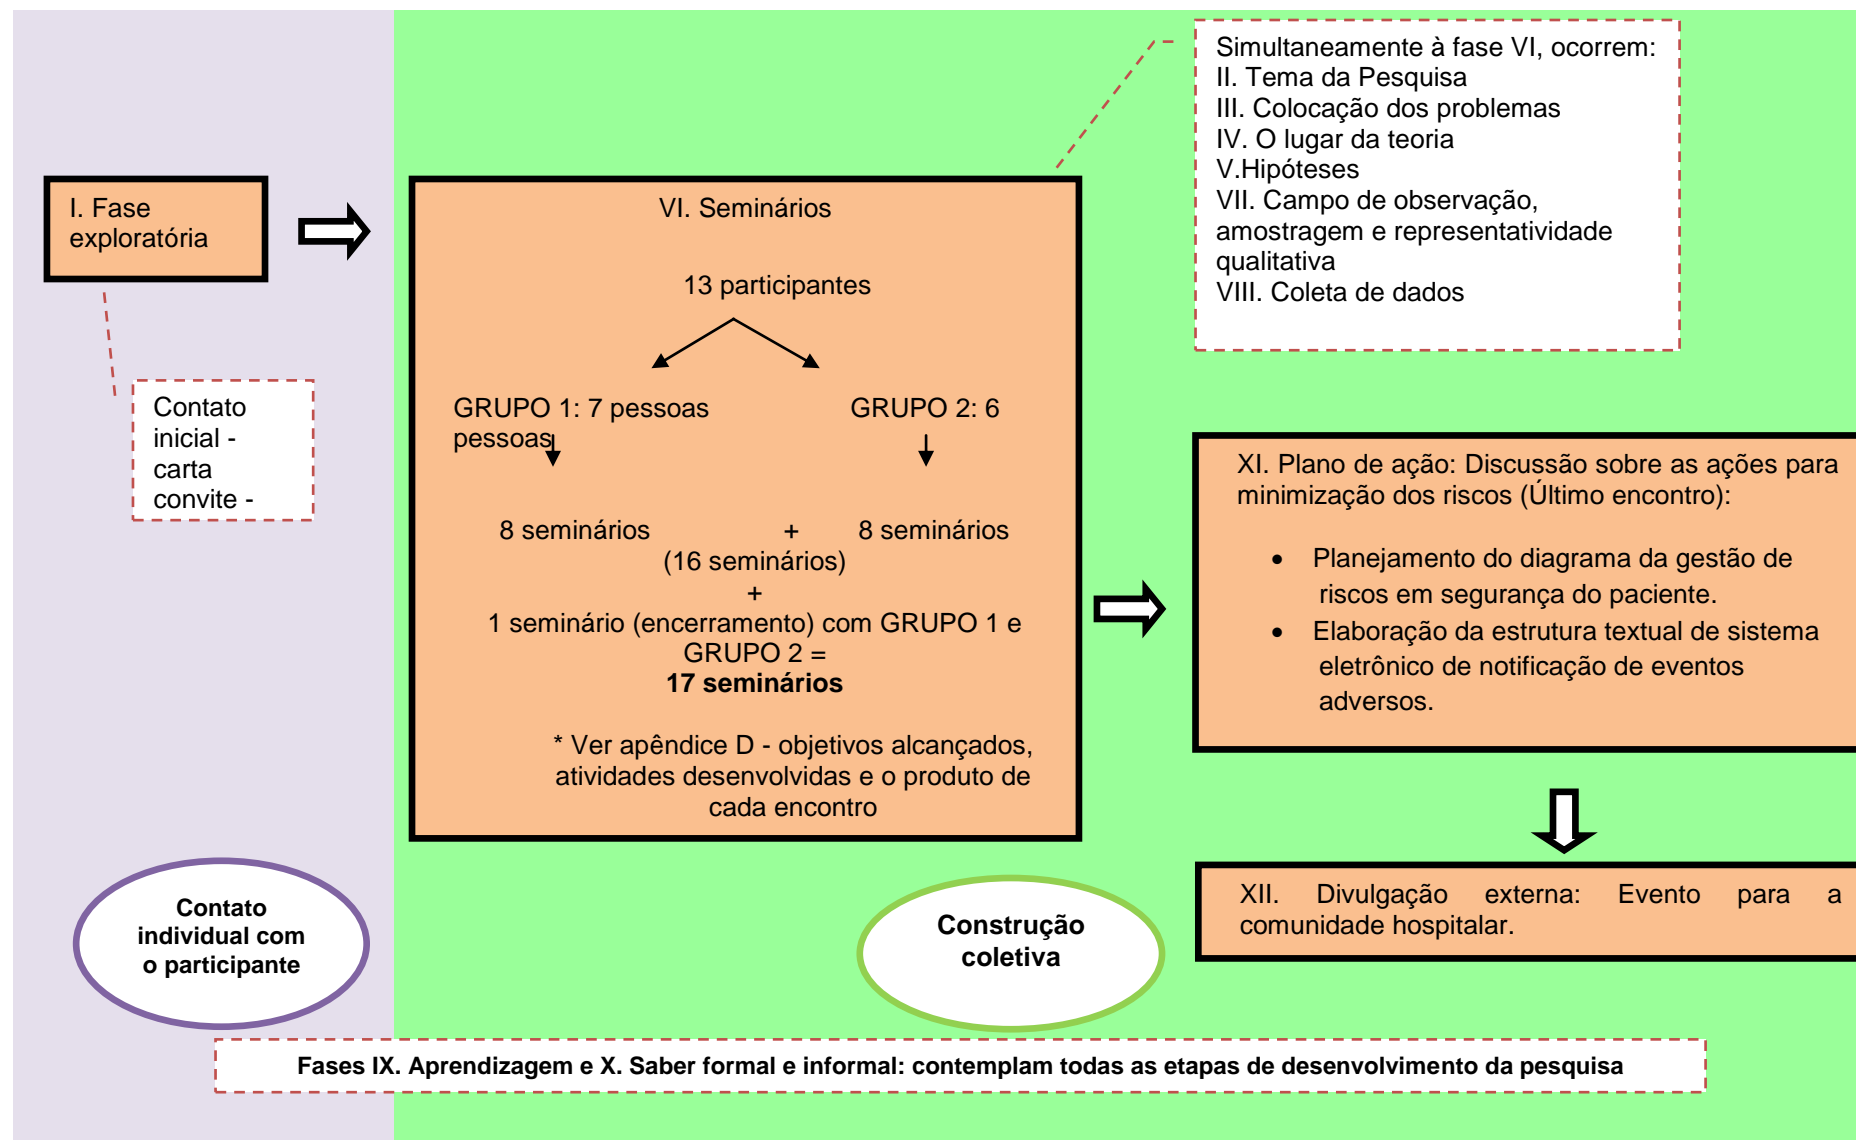 I. Fase
exploratória
Contato
inicial -
carta
convite -
Contato
individual com
o participante
VI. Seminários
13 participantes
GRUPO 1: 7 pessoas GRUPO 2: 6
pessoas
8 seminários + 8 seminários
(16 seminários)
+
1 seminário (encerramento) com GRUPO 1 e
GRUPO 2 =
17 seminários
* Ver apêndice D - objetivos alcançados,
atividades desenvolvidas e o produto de
cada encontro
Construção
coletiva
Simultaneamente à fase VI, ocorrem:
II. Tema da Pesquisa
III. Colocação dos problemas
IV. O lugar da teoria
V.Hipóteses
VII. Campo de observação,
amostragem e representatividade
qualitativa
VIII. Coleta de dados
XI. Plano de ação: Discussão sobre as ações para
minimização dos riscos (Último encontro):
• Planejamento do diagrama da gestão de
riscos em segurança do paciente.
• Elaboração da estrutura textual de sistema
eletrônico de notificação de eventos
adversos.
XII. Divulgação externa: Evento para a
comunidade hospitalar.
Fases IX. Aprendizagem e X. Saber formal e informal: contemplam todas as etapas de desenvolvimento da pesquisa